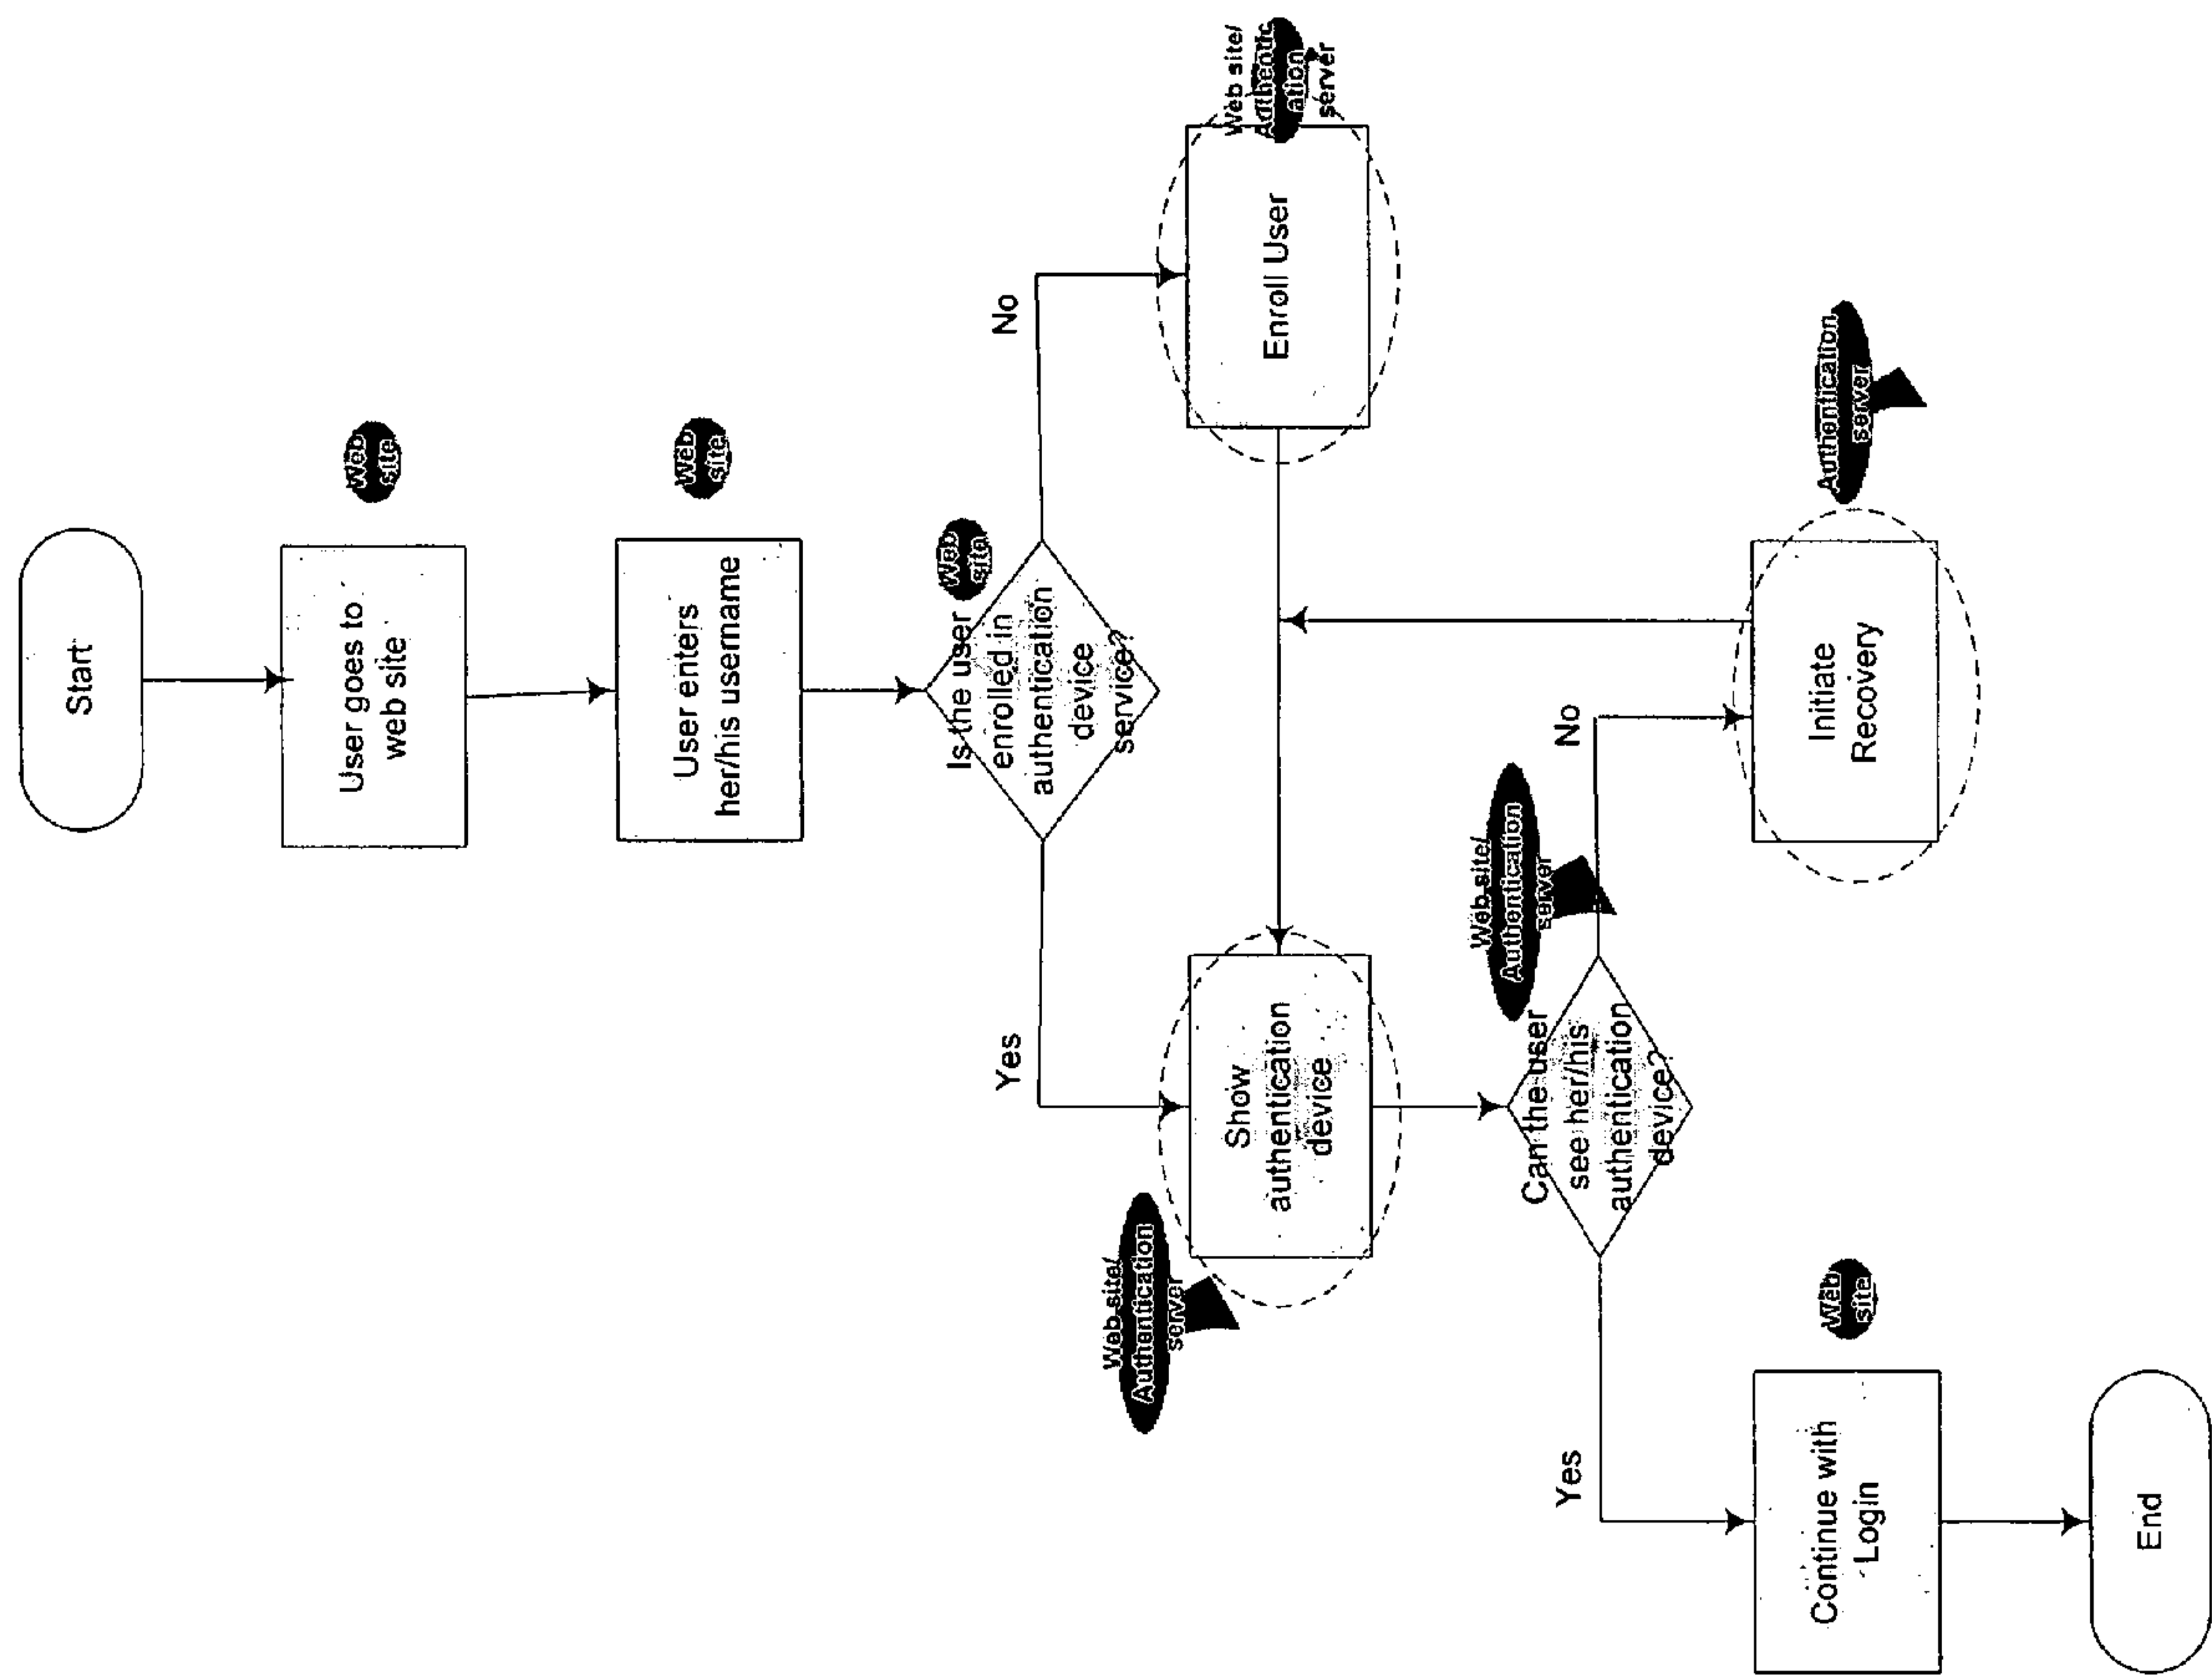 Start
User goes to
web site
Web
site
User enters
her/his username
Web
site
Is the user
enrolled in
authentication
device
service?
Web
site
Yes
No
Show
authentication
device
Web site/
Authentication
server
Enroll User
Web site/
Authentic
ation
server
Can the user
see her/his
authentication
device?
Web site/
Authentication
server
Yes
No
Continue with
Login
Web
site
Initiate
Recovery
Authentication
server
End